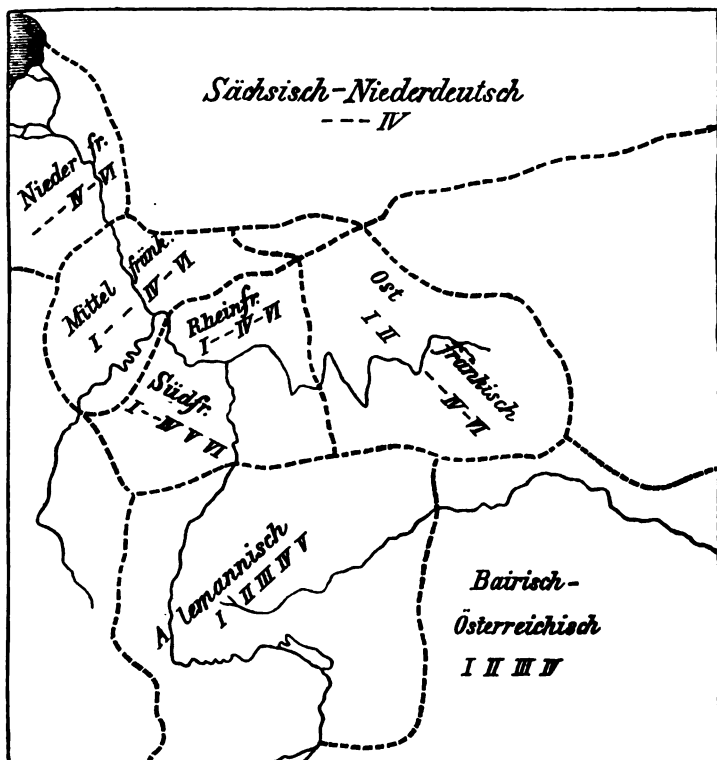 Sächsisch-Niederdeutsch
--- IV
Nieder fr.
--- IV-VI
Mittel fränk.
I --- IV-VI
Rheinfr.
I--IV-VI
Ost
I II
fränkisch
--- IV-VI
Südfr.
I--IV V VI
Alemannisch
I II III IV V
Bairisch-
Österreichisch
I II III IV